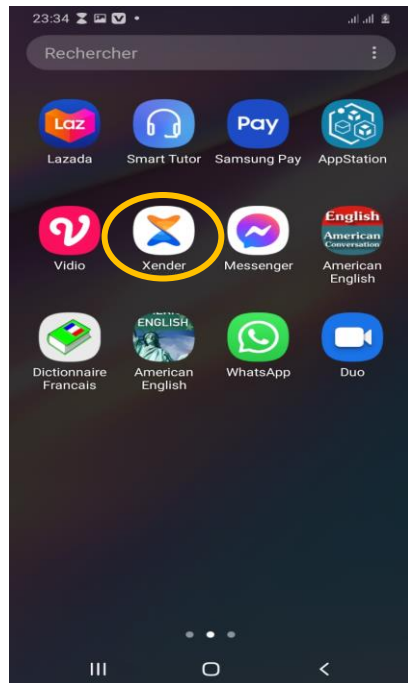 23:34
Rechercher
Laz
Pay
Lazada
Smart Tutor
Samsung Pay
AppStation
English
American
Conversation
Vidio
Xender
Messenger
American
English
ENGLISH
Dictionnaire
Francais
American
English
WhatsApp
Duo